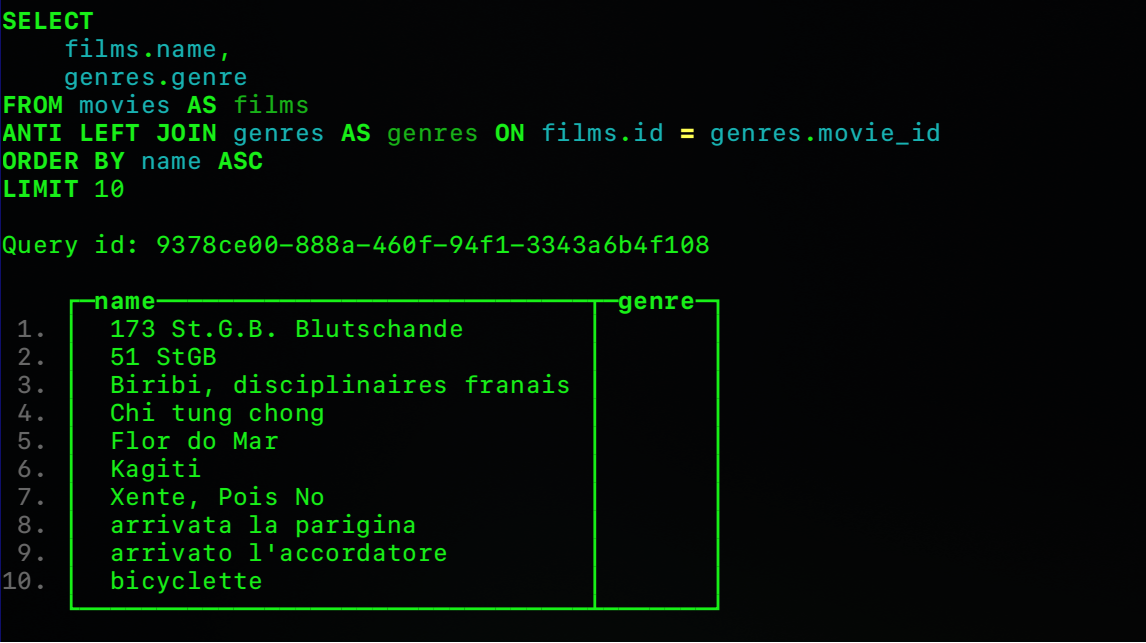 SELECT
films.name,
genres.genre
FROM movies AS films
ANTI LEFT JOIN genres AS genres ON films.id = genres.movie_id
ORDER BY name ASC
LIMIT 10
Query id: 9378ce00-888a-460f-94f1-3343a6b4f108
name genre
1. 173 St.G.B. Blutschande
2. 51 StGB
3. Biribi, disciplinaires franais
4. Chi tung chong
5. Flor do Mar
6. Kagiti
7. Xente, Pois No
8. arrivata la parigina
9. arrivato l'accordatore
10. bicyclette